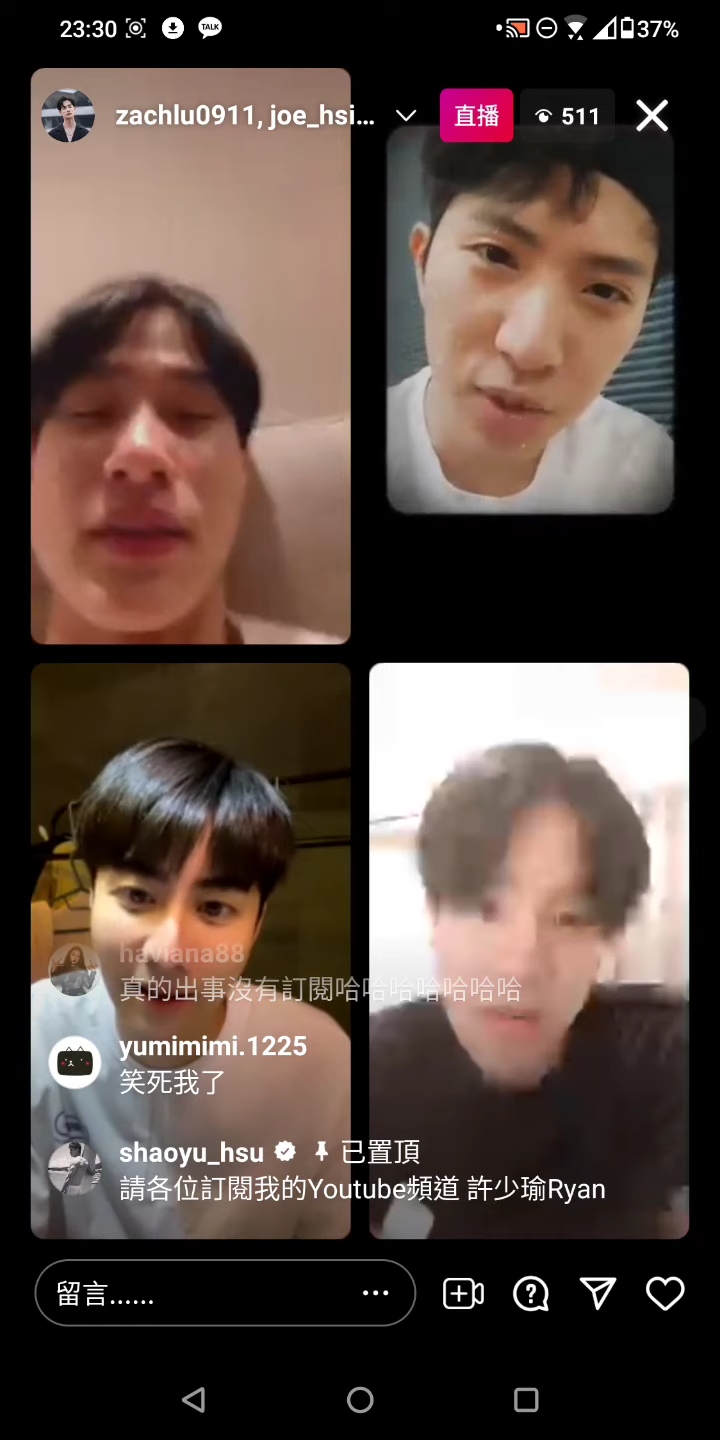 23:30
TALK
37%
zachlu0911, joe_hsi...
直播
511
haviana88
真的出事沒有訂閱哈哈哈哈哈哈哈
yumimimi.1225
笑死我了
shaoyu_hsu 已置頂
請各位訂閱我的Youtube頻道 許少瑜Ryan
留言......